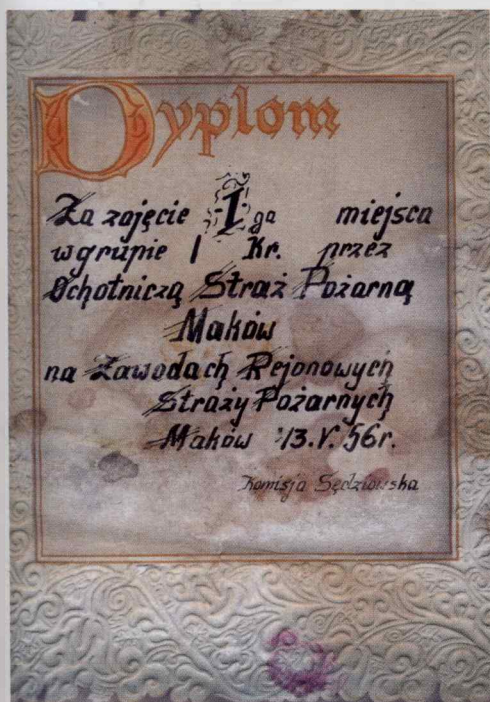 Dyplom
Za zajęcie I ga miejsca
w grupie I Kr. przez
Ochotniczą Straż Pożarną
Maków
na Zawodach Rejonowych
Straży Pożarnych
Maków 13.V.56r.
Komisja Sędziowska